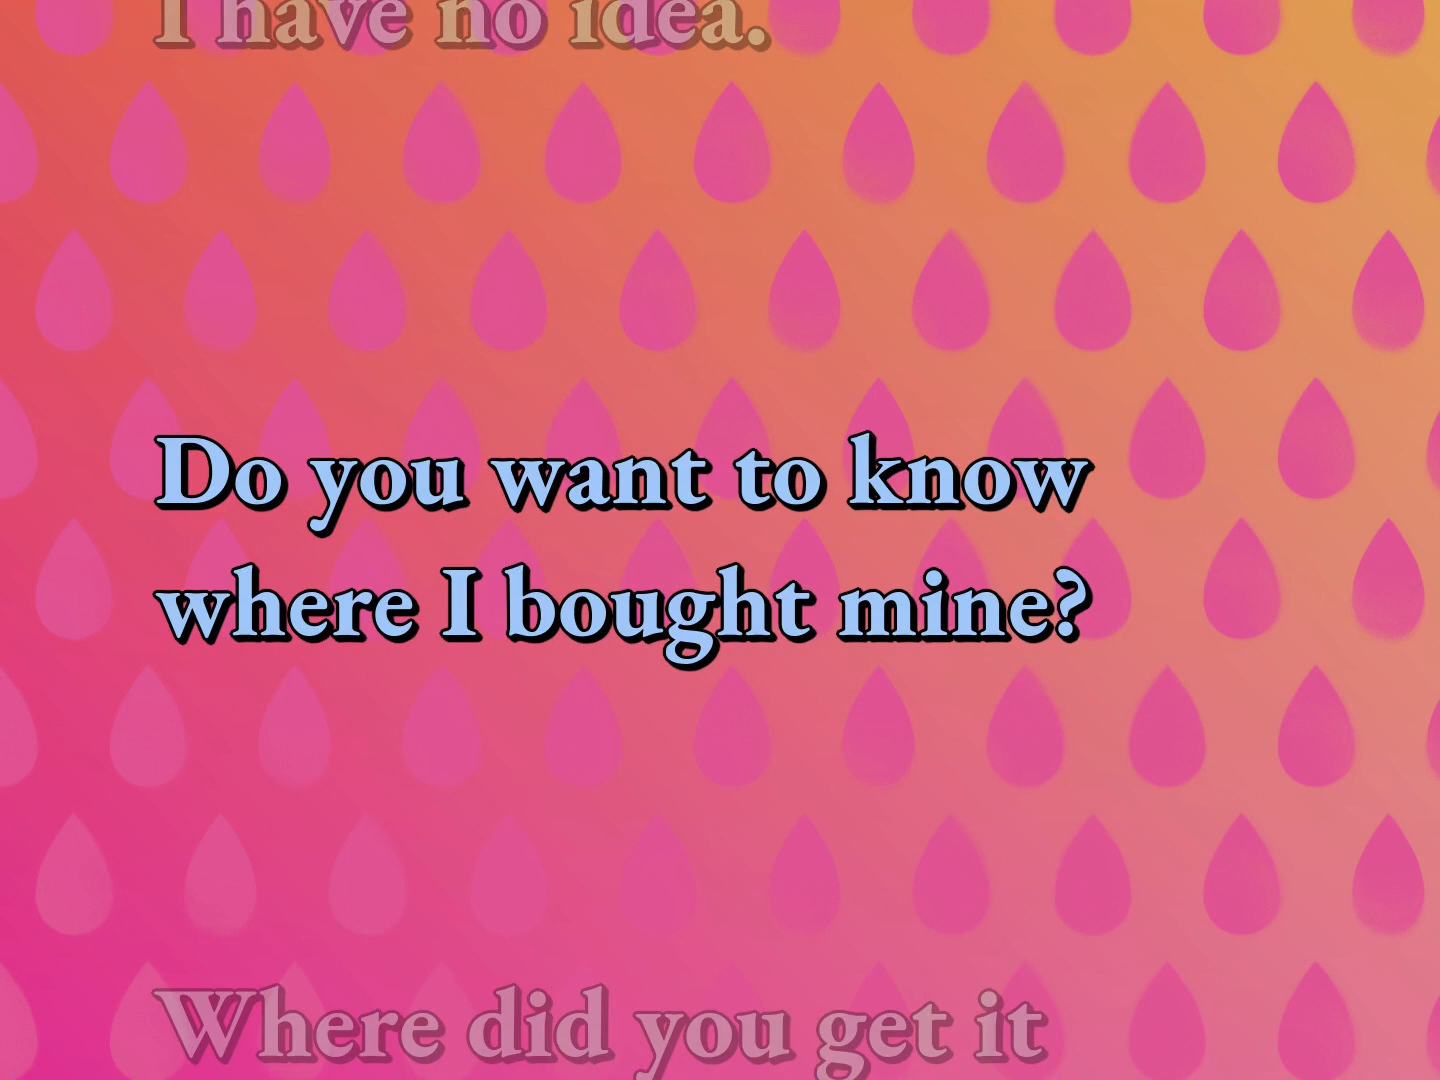 I have no idea.
Do you want to know
where I bought mine?
Where did you get it